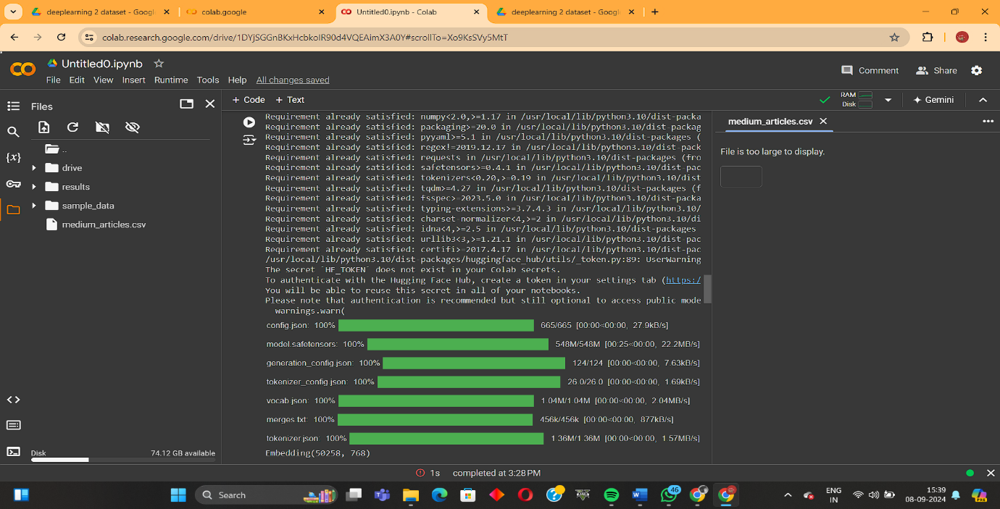 deeplearning 2 dataset - Googl
colab.google
Untitled0.ipynb - Colab
deeplearning 2 dataset - Googl
colab.research.google.com/drive/1DYjSGGnBKxHcbkoIR90d4VQEAimX3A0Y#scrollTo=Xo9KsSVy5MtT
Untitled0.ipynb
File Edit View Insert Runtime Tools Help All changes saved
Comment Share
Files
+ Code + Text
RAM
Disk
Gemini
..
drive
results
sample_data
medium_articles.csv
Requirement already satisfied: numpy<2.0,>=1.17 in /usr/local/lib/python3.10/dist-packa
Requirement already satisfied: packaging>=20.0 in /usr/local/lib/python3.10/dist-packag
Requirement already satisfied: pyyaml>=5.1 in /usr/local/lib/python3.10/dist-packages (
Requirement already satisfied: regex!=2019.12.17 in /usr/local/lib/python3.10/dist-pack
Requirement already satisfied: requests in /usr/local/lib/python3.10/dist-packages (fro
Requirement already satisfied: safetensors>=0.4.1 in /usr/local/lib/python3.10/dist-pac
Requirement already satisfied: tokenizers<0.20,>=0.19 in /usr/local/lib/python3.10/dist
Requirement already satisfied: tqdm>=4.27 in /usr/local/lib/python3.10/dist-packages (f
Requirement already satisfied: fsspec>=2023.5.0 in /usr/local/lib/python3.10/dist-packa
Requirement already satisfied: typing-extensions>=3.7.4.3 in /usr/local/lib/python3.10/
Requirement already satisfied: charset-normalizer<4,>=2 in /usr/local/lib/python3.10/di
Requirement already satisfied: idna<4,>=2.5 in /usr/local/lib/python3.10/dist-packages
Requirement already satisfied: urllib3<3,>=1.21.1 in /usr/local/lib/python3.10/dist-pac
Requirement already satisfied: certifi>=2017.4.17 in /usr/local/lib/python3.10/dist-pac
/usr/local/lib/python3.10/dist-packages/huggingface_hub/utils/_token.py:89: UserWarning
The secret `HF_TOKEN` does not exist in your Colab secrets.
To authenticate with the Hugging Face Hub, create a token in your settings tab (https:/
You will be able to reuse this secret in all of your notebooks.
Please note that authentication is recommended but still optional to access public mode
warnings.warn(
config.json: 100% 665/665 [00:00<00:00, 27.9kB/s]
model.safetensors: 100% 548M/548M [00:25<00:00, 22.2MB/s]
generation_config.json: 100% 124/124 [00:00<00:00, 7.63kB/s]
tokenizer_config.json: 100% 26.0/26.0 [00:00<00:00, 1.69kB/s]
vocab.json: 100% 1.04M/1.04M [00:00<00:00, 2.04MB/s]
merges.txt: 100% 456k/456k [00:00<00:00, 877kB/s]
tokenizer.json: 100% 1.36M/1.36M [00:00<00:00, 1.57MB/s]
Embedding(50258, 768)
medium_articles.csv
File is too large to display.
Disk 74.12 GB available
1s completed at 3:28 PM
Search
46
ENG
IN
15:39
08-09-2024